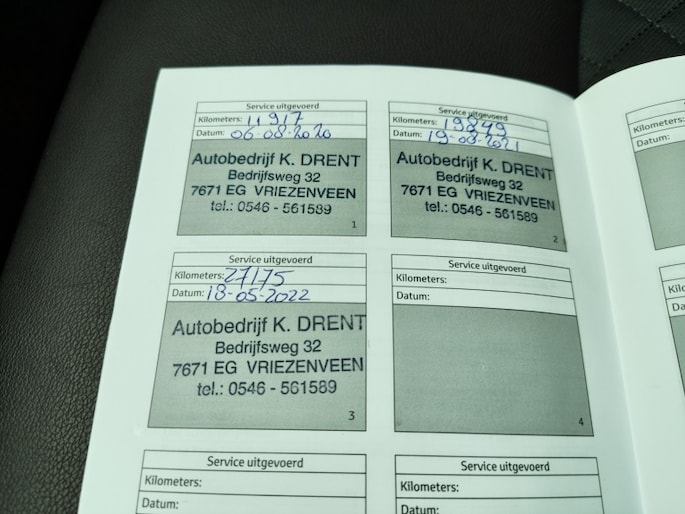 Service uitgevoerd
Kilometers: 11917
Datum: 06-08-2020
Autobedrijf K. DRENT
Bedrijfsweg 32
7671 EG VRIEZENVEEN
tel.: 0546 - 561589
1
Service uitgevoerd
Kilometers: 19849
Datum: 19-08-2021
Autobedrijf K. DRENT
Bedrijfsweg 32
7671 EG VRIEZENVEEN
tel.: 0546 - 561589
2
Service uitgevoerd
Kilometers: 27175
Datum: 18-05-2022
Autobedrijf K. DRENT
Bedrijfsweg 32
7671 EG VRIEZENVEEN
tel.: 0546 - 561589
3
Service uitgevoerd
Kilometers:
Datum:
4
Service uitgevoerd
Kilometers:
Datum:
Service uitgevoerd
Kilometers:
Datum:
Kilometers:
Datum: